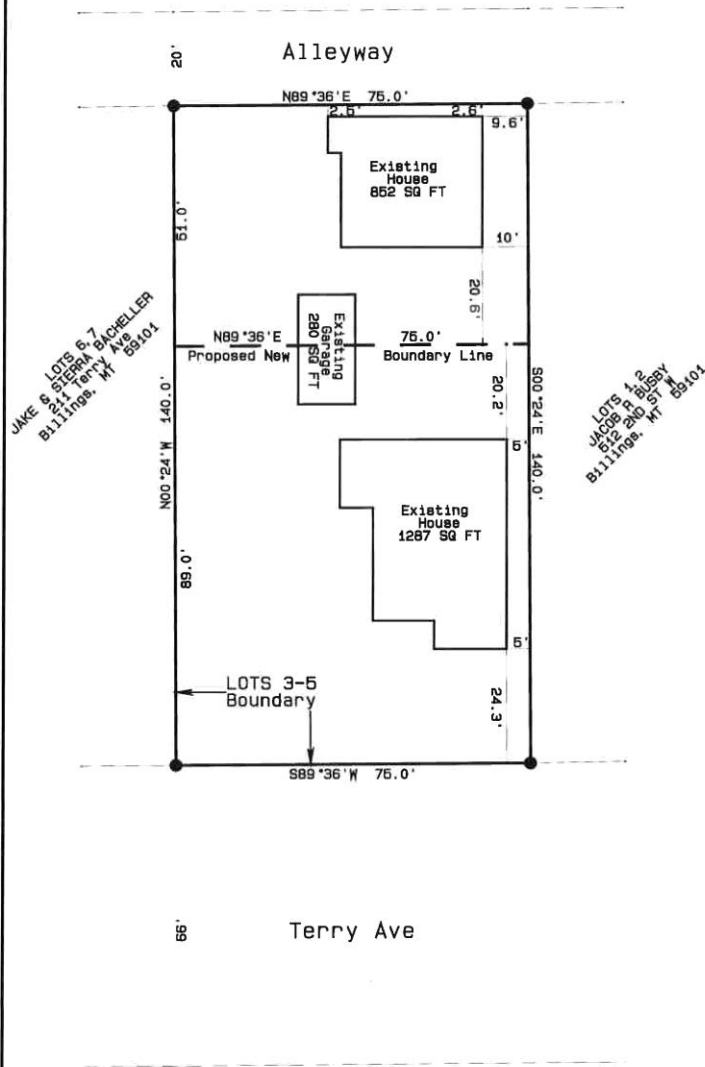 20'
Alleyway
N89°36'E 75.0'
2.6'
2.6'
9.6'
Existing
House
852 SQ FT
51.0'
10'
20.6'
LOTS 6, 7
JAKE & SIERRA BACHELLER
211 Terry Ave
Billings, MT 59101
Existing
Garage
280 SQ FT
N89°36'E 75.0'
Proposed New Boundary Line
LOTS 1, 2
JACOB R BUSBY
512 2ND ST W
Billings, MT 59101
N00°24'W 140.0'
S00°24'E 140.0'
20.2'
5'
Existing
House
1287 SQ FT
89.0'
5'
LOTS 3-5
Boundary
24.3'
S89°36'W 75.0'
66'
Terry Ave